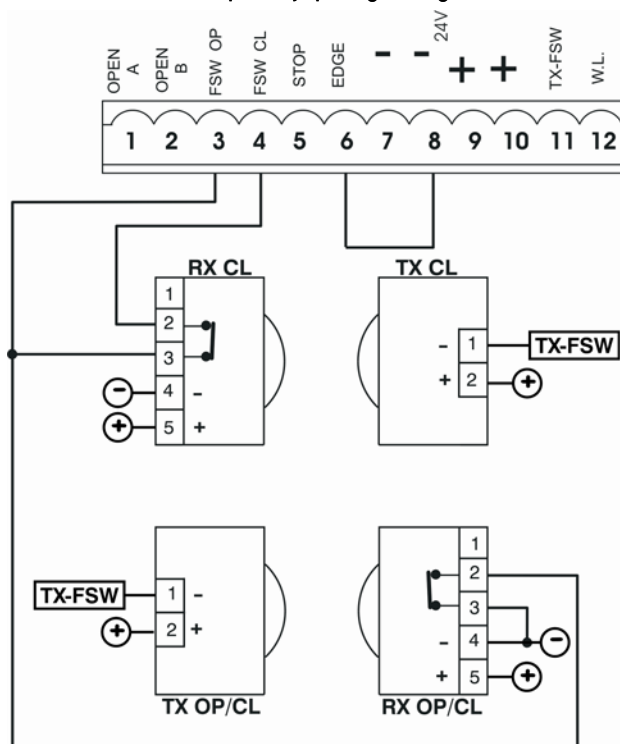 OPEN A
OPEN B
FSW OP
FSW CL
STOP
EDGE
-
-
24V
+
+
TX-FSW
W.L.
1 2 3 4 5 6 7 8 9 10 11 12
RX CL
1
2
3
4 -
5 +
-
+
TX CL
- 1
+ 2
TX-FSW
+
TX-FSW
+
1 -
2 +
TX OP/CL
1
2
3
- 4
+ 5
-
+
RX OP/CL